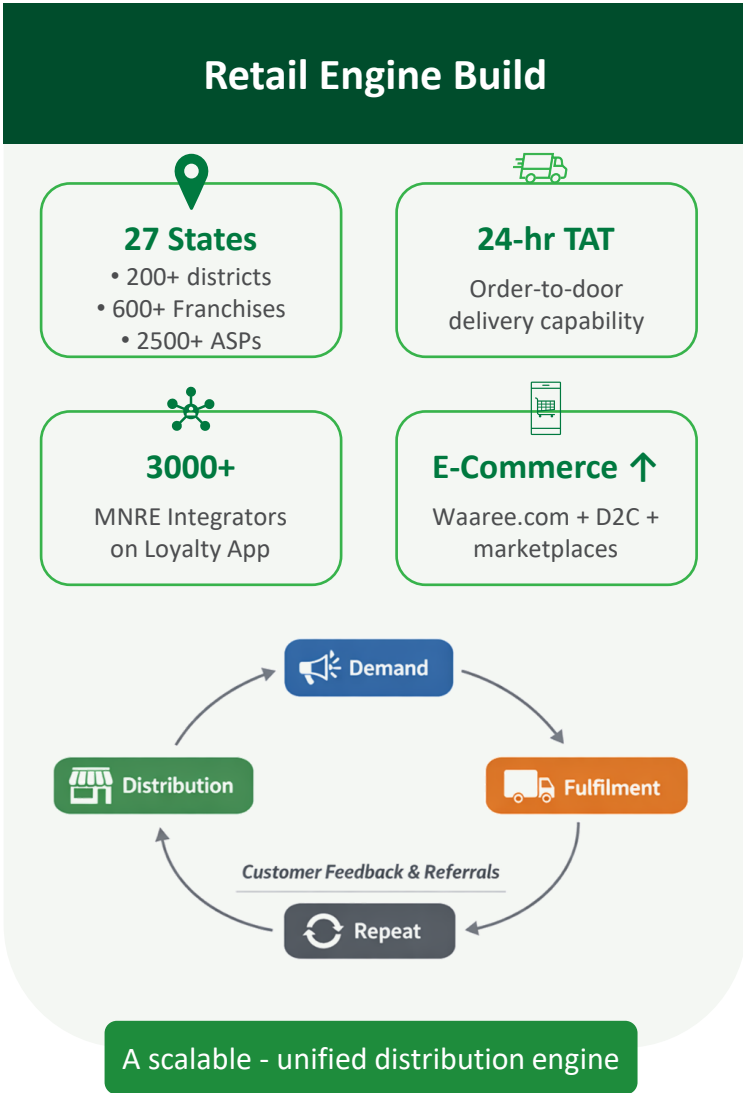 Retail Engine Build
27 States
• 200+ districts
• 600+ Franchises
• 2500+ ASPs
24-hr TAT
Order-to-door
delivery capability
3000+
MNRE Integrators
on Loyalty App
E-Commerce ↑
Waaree.com + D2C +
marketplaces
Demand
Distribution
Fulfilment
Customer Feedback & Referrals
Repeat
A scalable - unified distribution engine